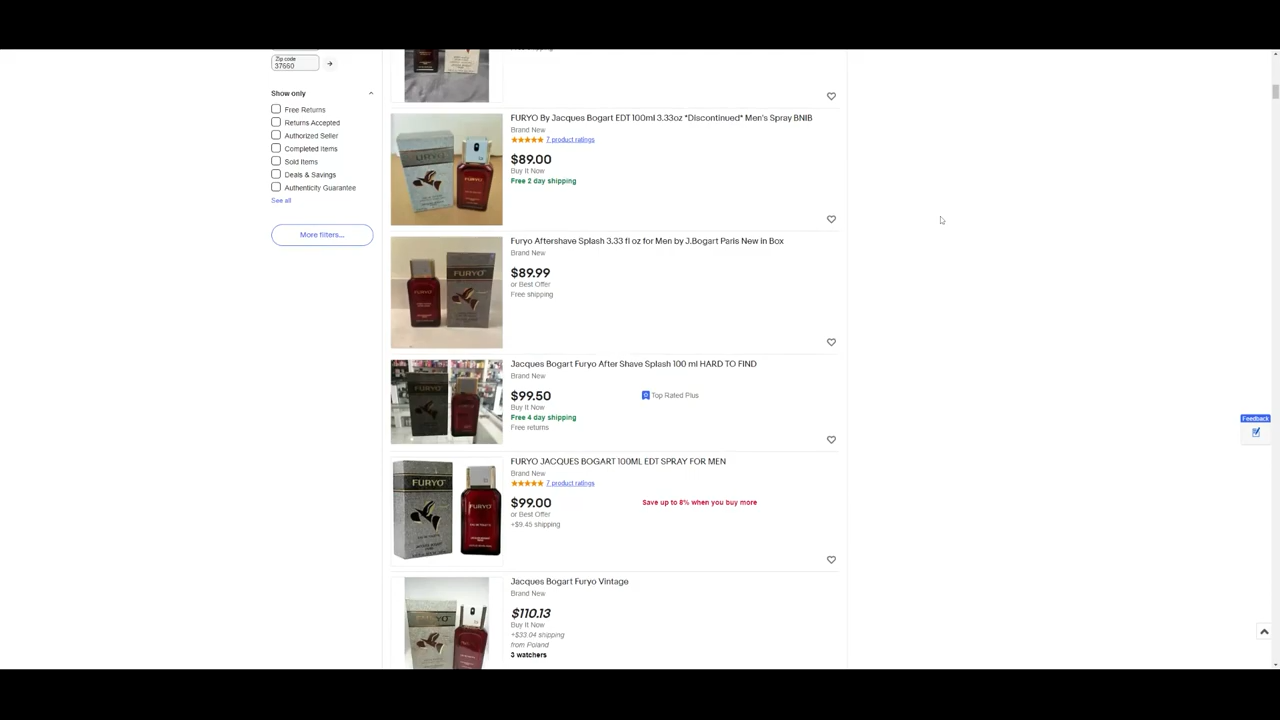 Zip code
37550
Show only
Free Returns
Returns Accepted
Authorized Seller
Completed Items
Sold Items
Deals & Savings
Authenticity Guarantee
See all
More filters...
FURYO By Jacques Bogart EDT 100ml 3.33oz *Discontinued* Men's Spray BNIB
Brand New
7 product ratings
$89.00
Buy It Now
Free 2 day shipping
FURYO
Furyo Aftershave Splash 3.33 fl oz for Men by J.Bogart Paris New in Box
Brand New
$89.99
or Best Offer
Free shipping
FURYO
FURYO
Jacques Bogart Furyo After Shave Splash 100 ml HARD TO FIND
Brand New
$99.50
Top Rated Plus
Buy It Now
Free 4 day shipping
Free returns
FURYO
FURYO JACQUES BOGART 100ML EDT SPRAY FOR MEN
Brand New
7 product ratings
$99.00
Save up to 8% when you buy more
or Best Offer
+$9.45 shipping
FURYO
FURYO
Jacques Bogart Furyo Vintage
Brand New
$110.13
Buy It Now
+$33.04 shipping
from Poland
3 watchers
Feedback